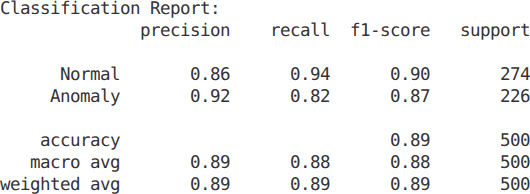 Classification Report:
              precision    recall  f1-score   support

      Normal       0.86      0.94      0.90       274
     Anomaly       0.92      0.82      0.87       226

    accuracy                           0.89       500
   macro avg       0.89      0.88      0.88       500
weighted avg       0.89      0.89      0.89       500